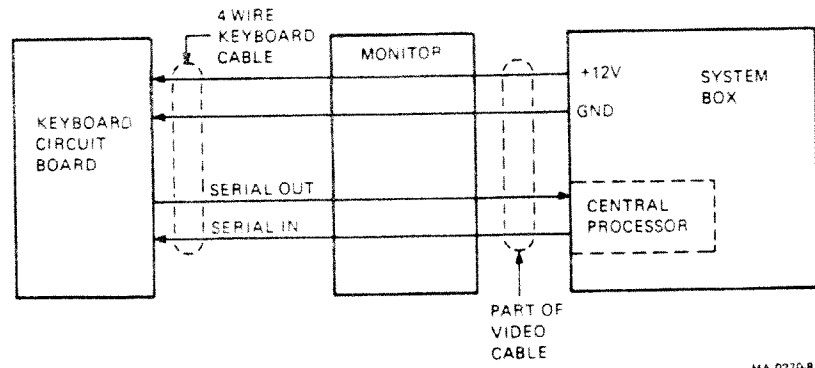 4 WIRE
KEYBOARD
CABLE
MONITOR
+12V
SYSTEM
BOX
GND
KEYBOARD
CIRCUIT
BOARD
SERIAL OUT
CENTRAL
PROCESSOR
SERIAL IN
PART OF
VIDEO
CABLE